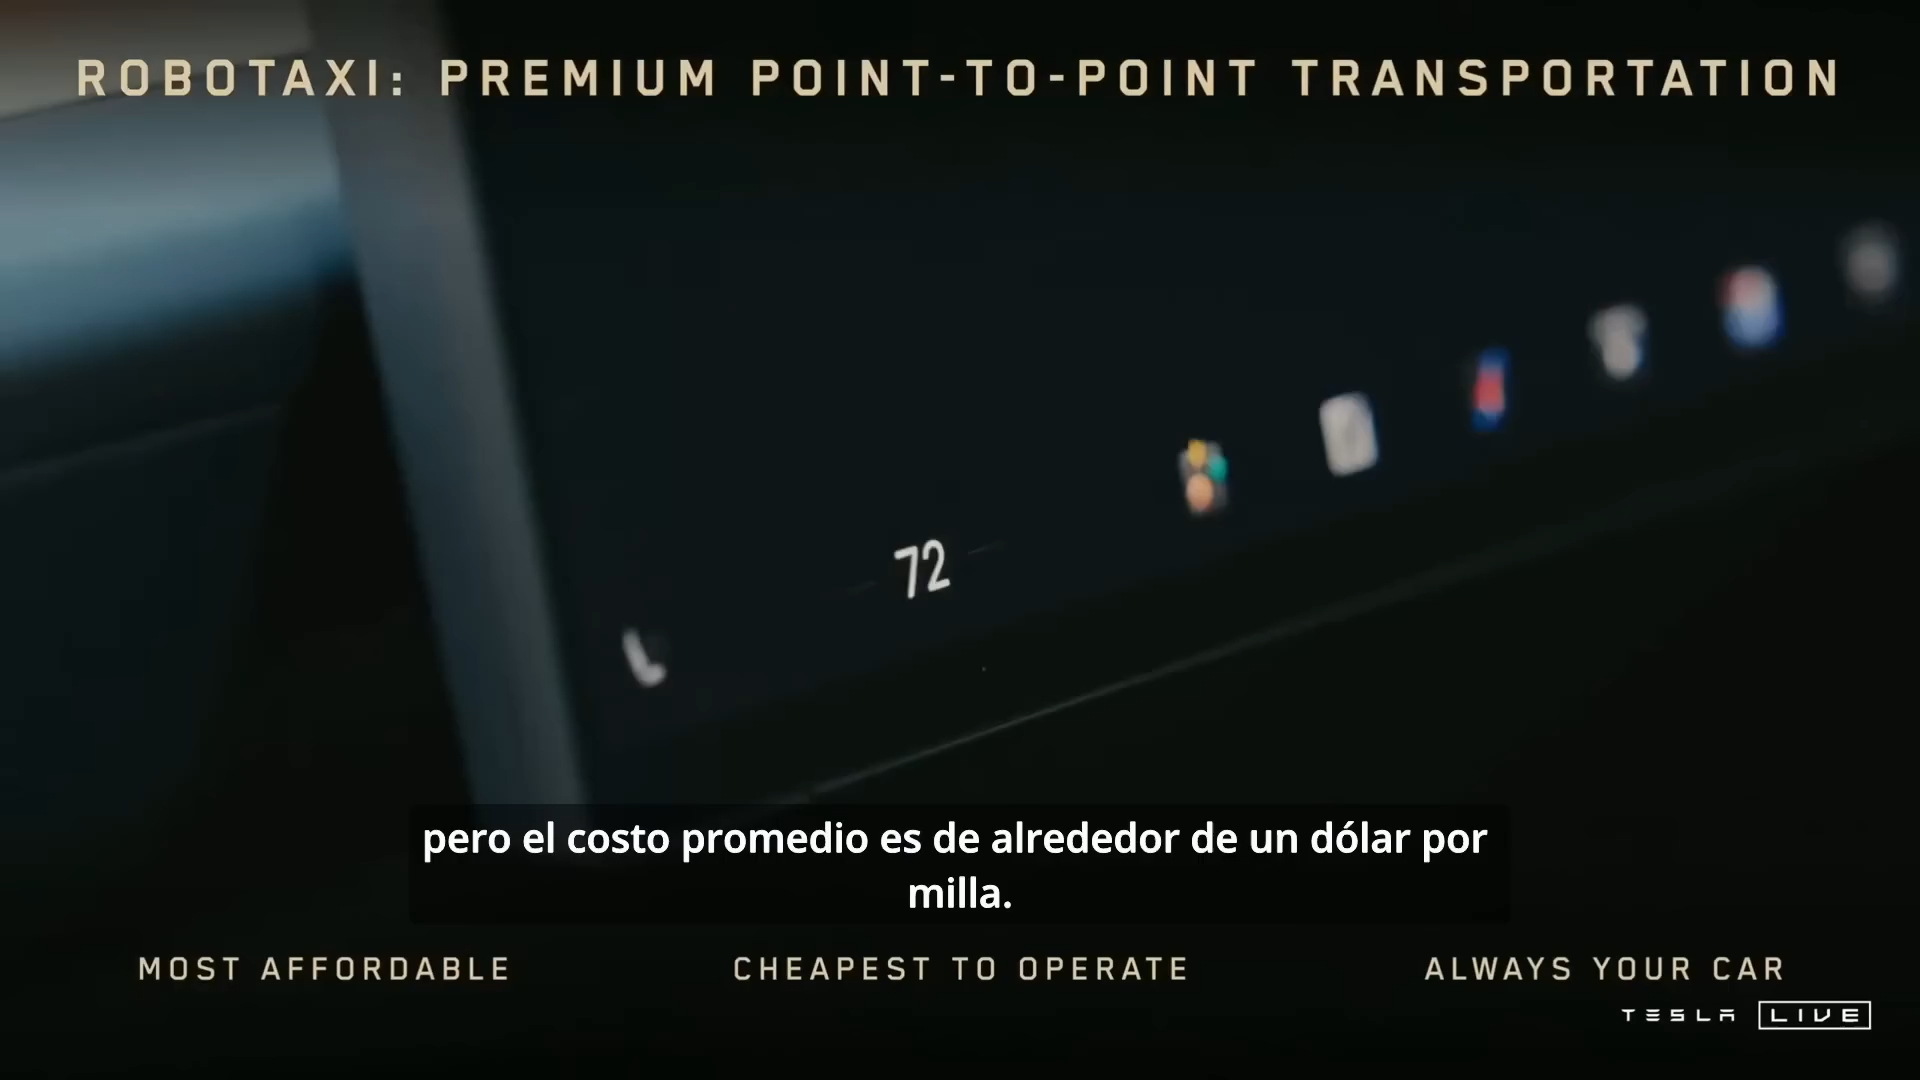 ROBOTAXI: PREMIUM POINT-TO-POINT TRANSPORTATION
72
pero el costo promedio es de alrededor de un dólar por
milla.
MOST AFFORDABLE
CHEAPEST TO OPERATE
ALWAYS YOUR CAR
TESLA LIVE